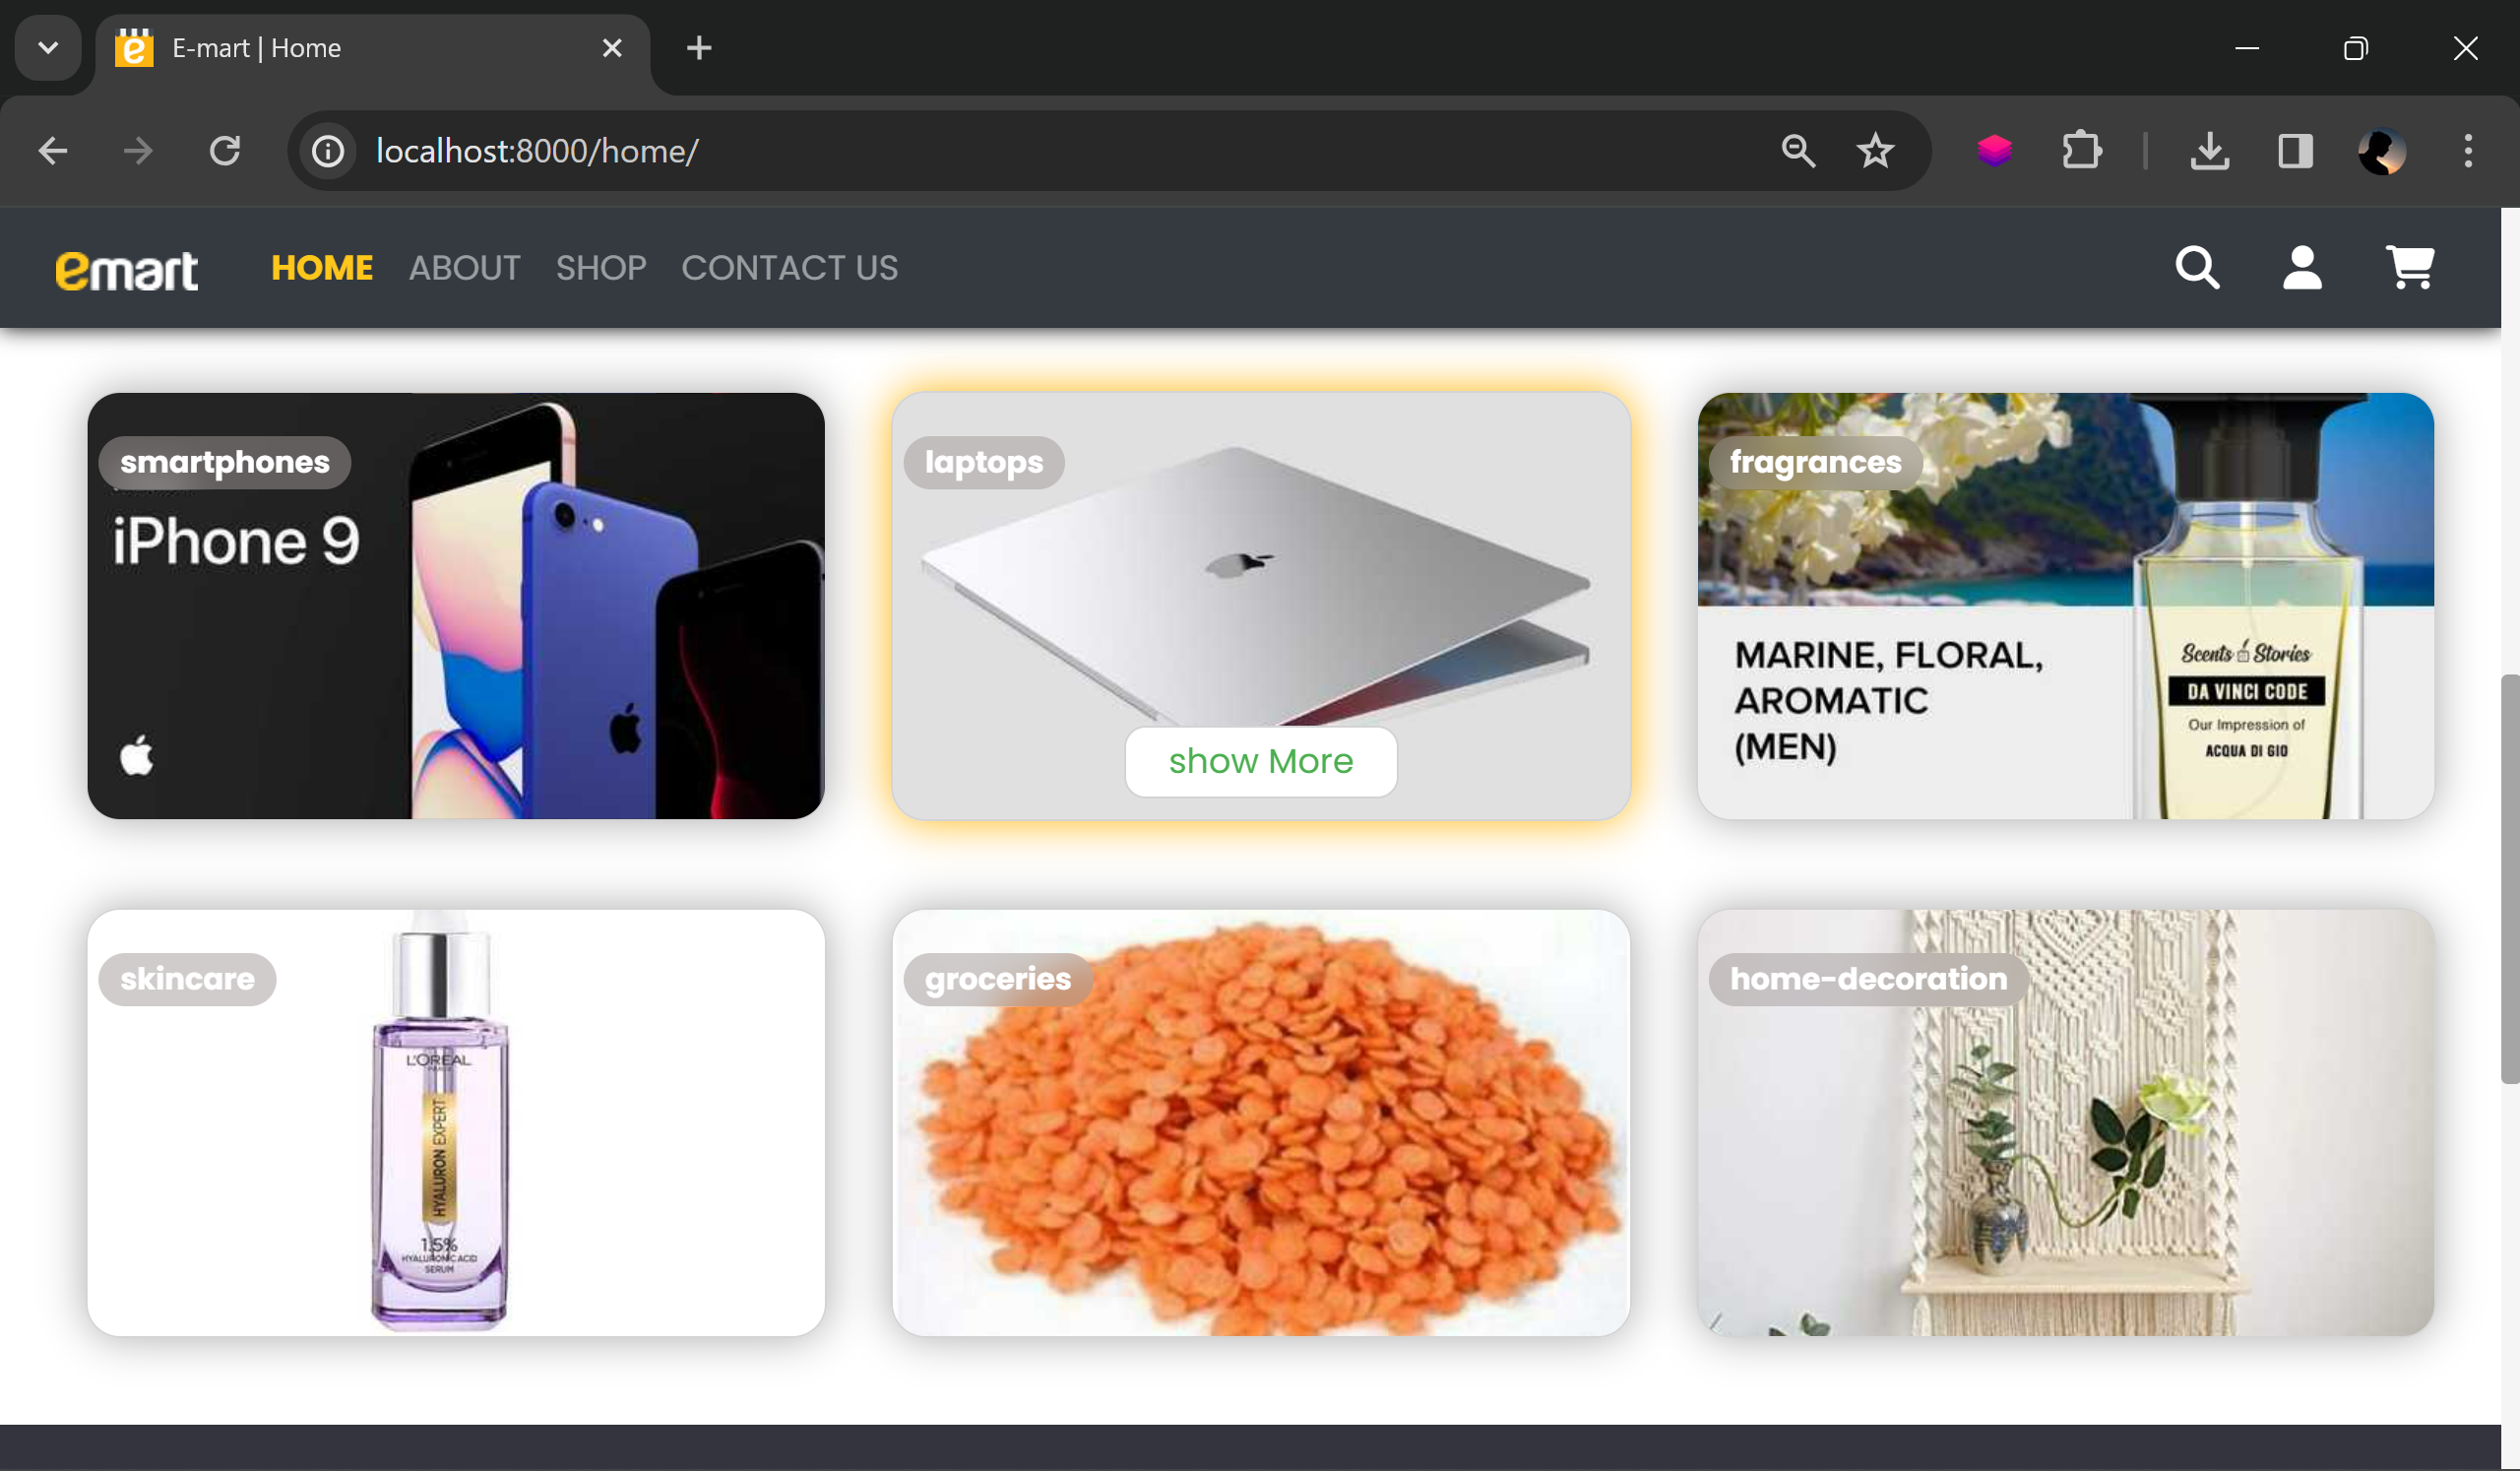 E-mart | Home
localhost:8000/home/
emart
HOME ABOUT SHOP CONTACT US
smartphones
iPhone 9
laptops
show More
fragrances
MARINE, FLORAL,
AROMATIC
(MEN)
Scents Stories
DA VINCI CODE
Our Impression of
ACQUA DI GIO
skincare
L'ORÉAL
PARIS
HYALURON EXPERT
1.5%
HYALURONIC ACID
SERUM
groceries
home-decoration